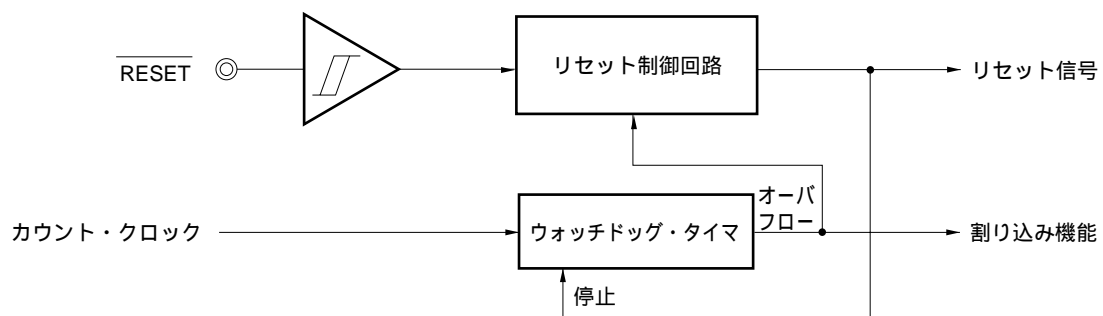 RESET
リセット制御回路
リセット信号
オーバ
フロー
カウント・クロック
ウォッチドッグ・タイマ
割り込み機能
停止